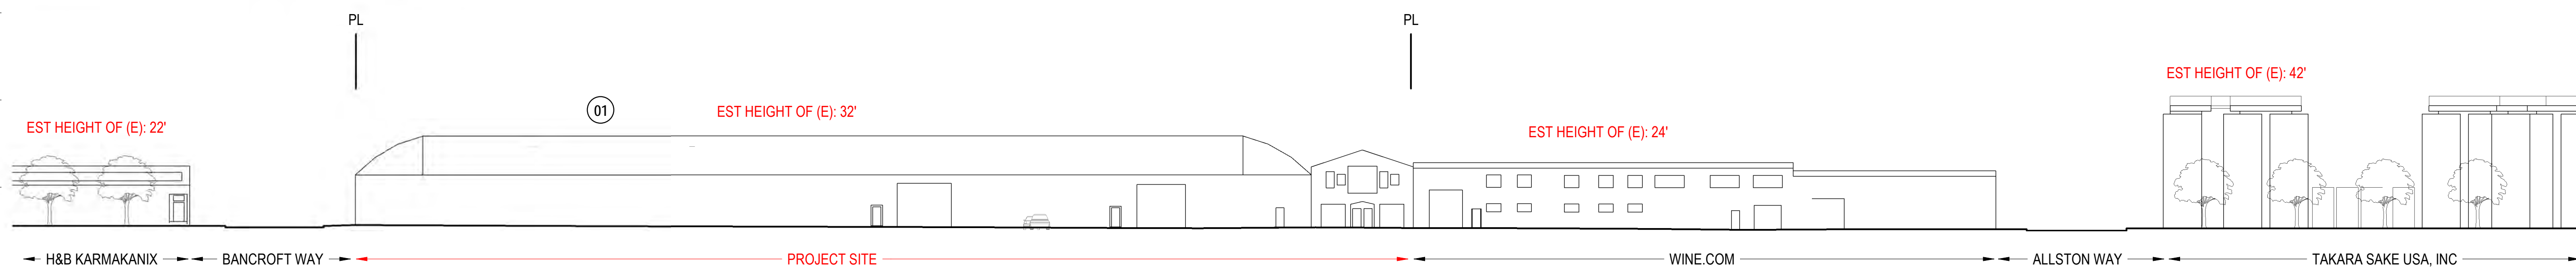 PL
PL
EST HEIGHT OF (E): 42'
01
EST HEIGHT OF (E): 32'
EST HEIGHT OF (E): 22'
EST HEIGHT OF (E): 24'
H&B KARMAKANIX
BANCROFT WAY
PROJECT SITE
WINE.COM
ALLSTON WAY
TAKARA SAKE USA, INC